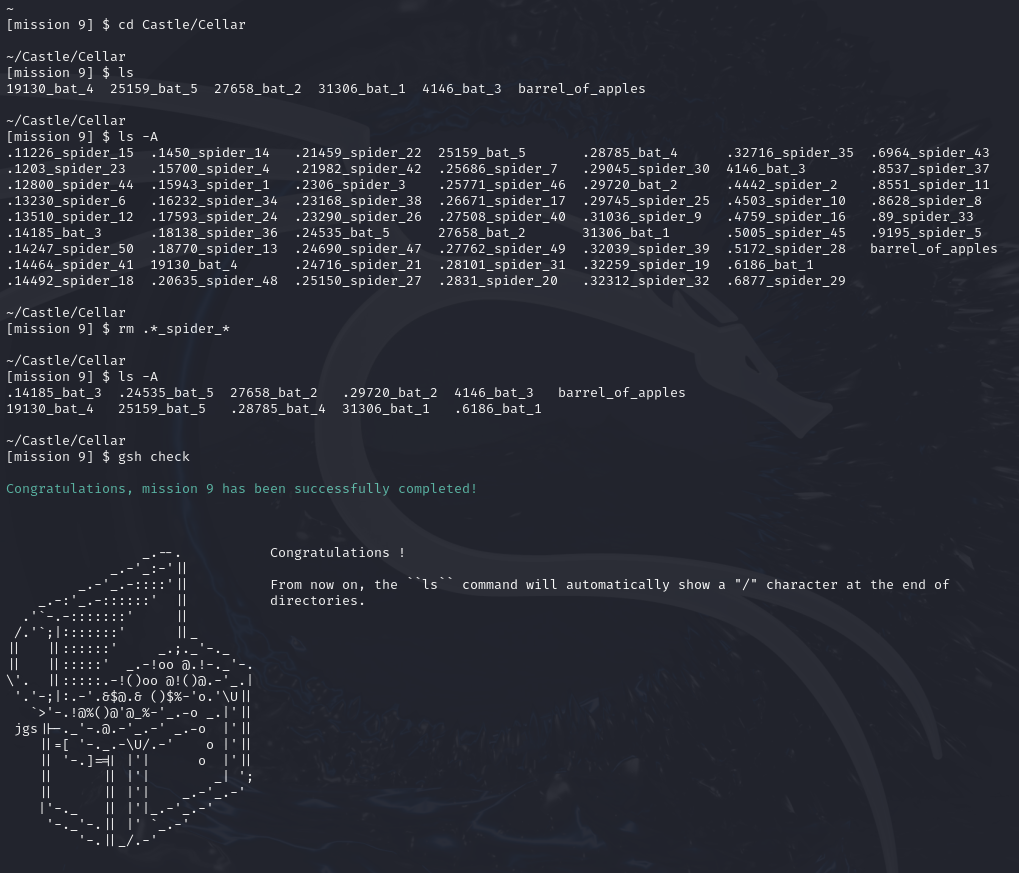 ~
[mission 9] $ cd Castle/Cellar
~/Castle/Cellar
[mission 9] $ ls
19130_bat_4  25159_bat_5  27658_bat_2  31306_bat_1  4146_bat_3  barrel_of_apples
~/Castle/Cellar
[mission 9] $ ls -A
.11226_spider_15  .1450_spider_14   .21459_spider_22  25159_bat_5       .28785_bat_4      .32716_spider_35  .6964_spider_43
.1203_spider_23   .15700_spider_4   .21982_spider_42  .25686_spider_7   .29045_spider_30  4146_bat_3        .8537_spider_37
.12800_spider_44  .15943_spider_1   .2306_spider_3    .25771_spider_46  .29720_bat_2      .4442_spider_2    .8551_spider_11
.13230_spider_6   .16232_spider_34  .23168_spider_38  .26671_spider_17  .29745_spider_25  .4503_spider_10   .8628_spider_8
.13510_spider_12  .17593_spider_24  .23290_spider_26  .27508_spider_40  .31036_spider_9   .4759_spider_16   .89_spider_33
.14185_bat_3      .18138_spider_36  .24535_bat_5      27658_bat_2       31306_bat_1       .5005_spider_45   .9195_spider_5
.14247_spider_50  .18770_spider_13  .24690_spider_47  .27762_spider_49  .32039_spider_39  .5172_spider_28   barrel_of_apples
.14464_spider_41  19130_bat_4       .24716_spider_21  .28101_spider_31  .32259_spider_19  .6186_bat_1
.14492_spider_18  .20635_spider_48  .25150_spider_27  .2831_spider_20   .32312_spider_32  .6877_spider_29
~/Castle/Cellar
[mission 9] $ rm .*_spider_*
~/Castle/Cellar
[mission 9] $ ls -A
.14185_bat_3  .24535_bat_5  27658_bat_2   .29720_bat_2  4146_bat_3   barrel_of_apples
19130_bat_4   25159_bat_5   .28785_bat_4  31306_bat_1   .6186_bat_1
~/Castle/Cellar
[mission 9] $ gsh check
Congratulations, mission 9 has been successfully completed!
Congratulations !
From now on, the ``ls`` command will automatically show a "/" character at the end of
directories.
jgs